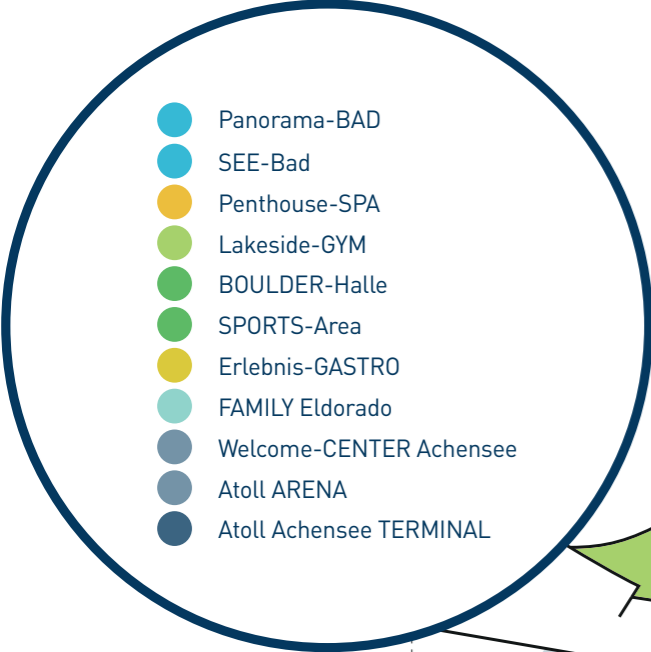 Panorama-BAD
SEE-Bad
Penthouse-SPA
Lakeside-GYM
BOULDER-Halle
SPORTS-Area
Erlebnis-GASTRO
FAMILY Eldorado
Welcome-CENTER Achensee
Atoll ARENA
Atoll Achensee TERMINAL